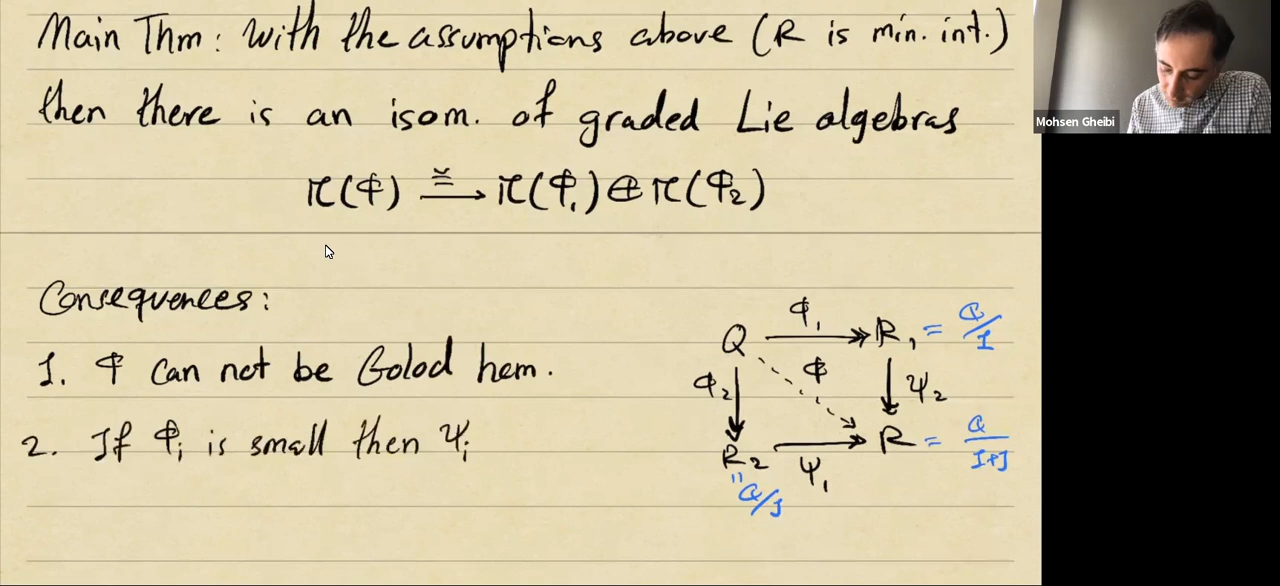 Main Thm: With the assumptions above (R is min. int.)
then there is an isom. of graded Lie algebras
π(φ) ≅→ π(φ₁) ⊕ π(φ₂)
Mohsen Gheibi
Consequences:
1. φ can not be Golod hom.
2. If φᵢ is small then ψᵢ
Q φ₁ R₁ = Q/I
φ₂ φ ψ₂
R₂ ψ₁ R = Q/I+J
" Q/J